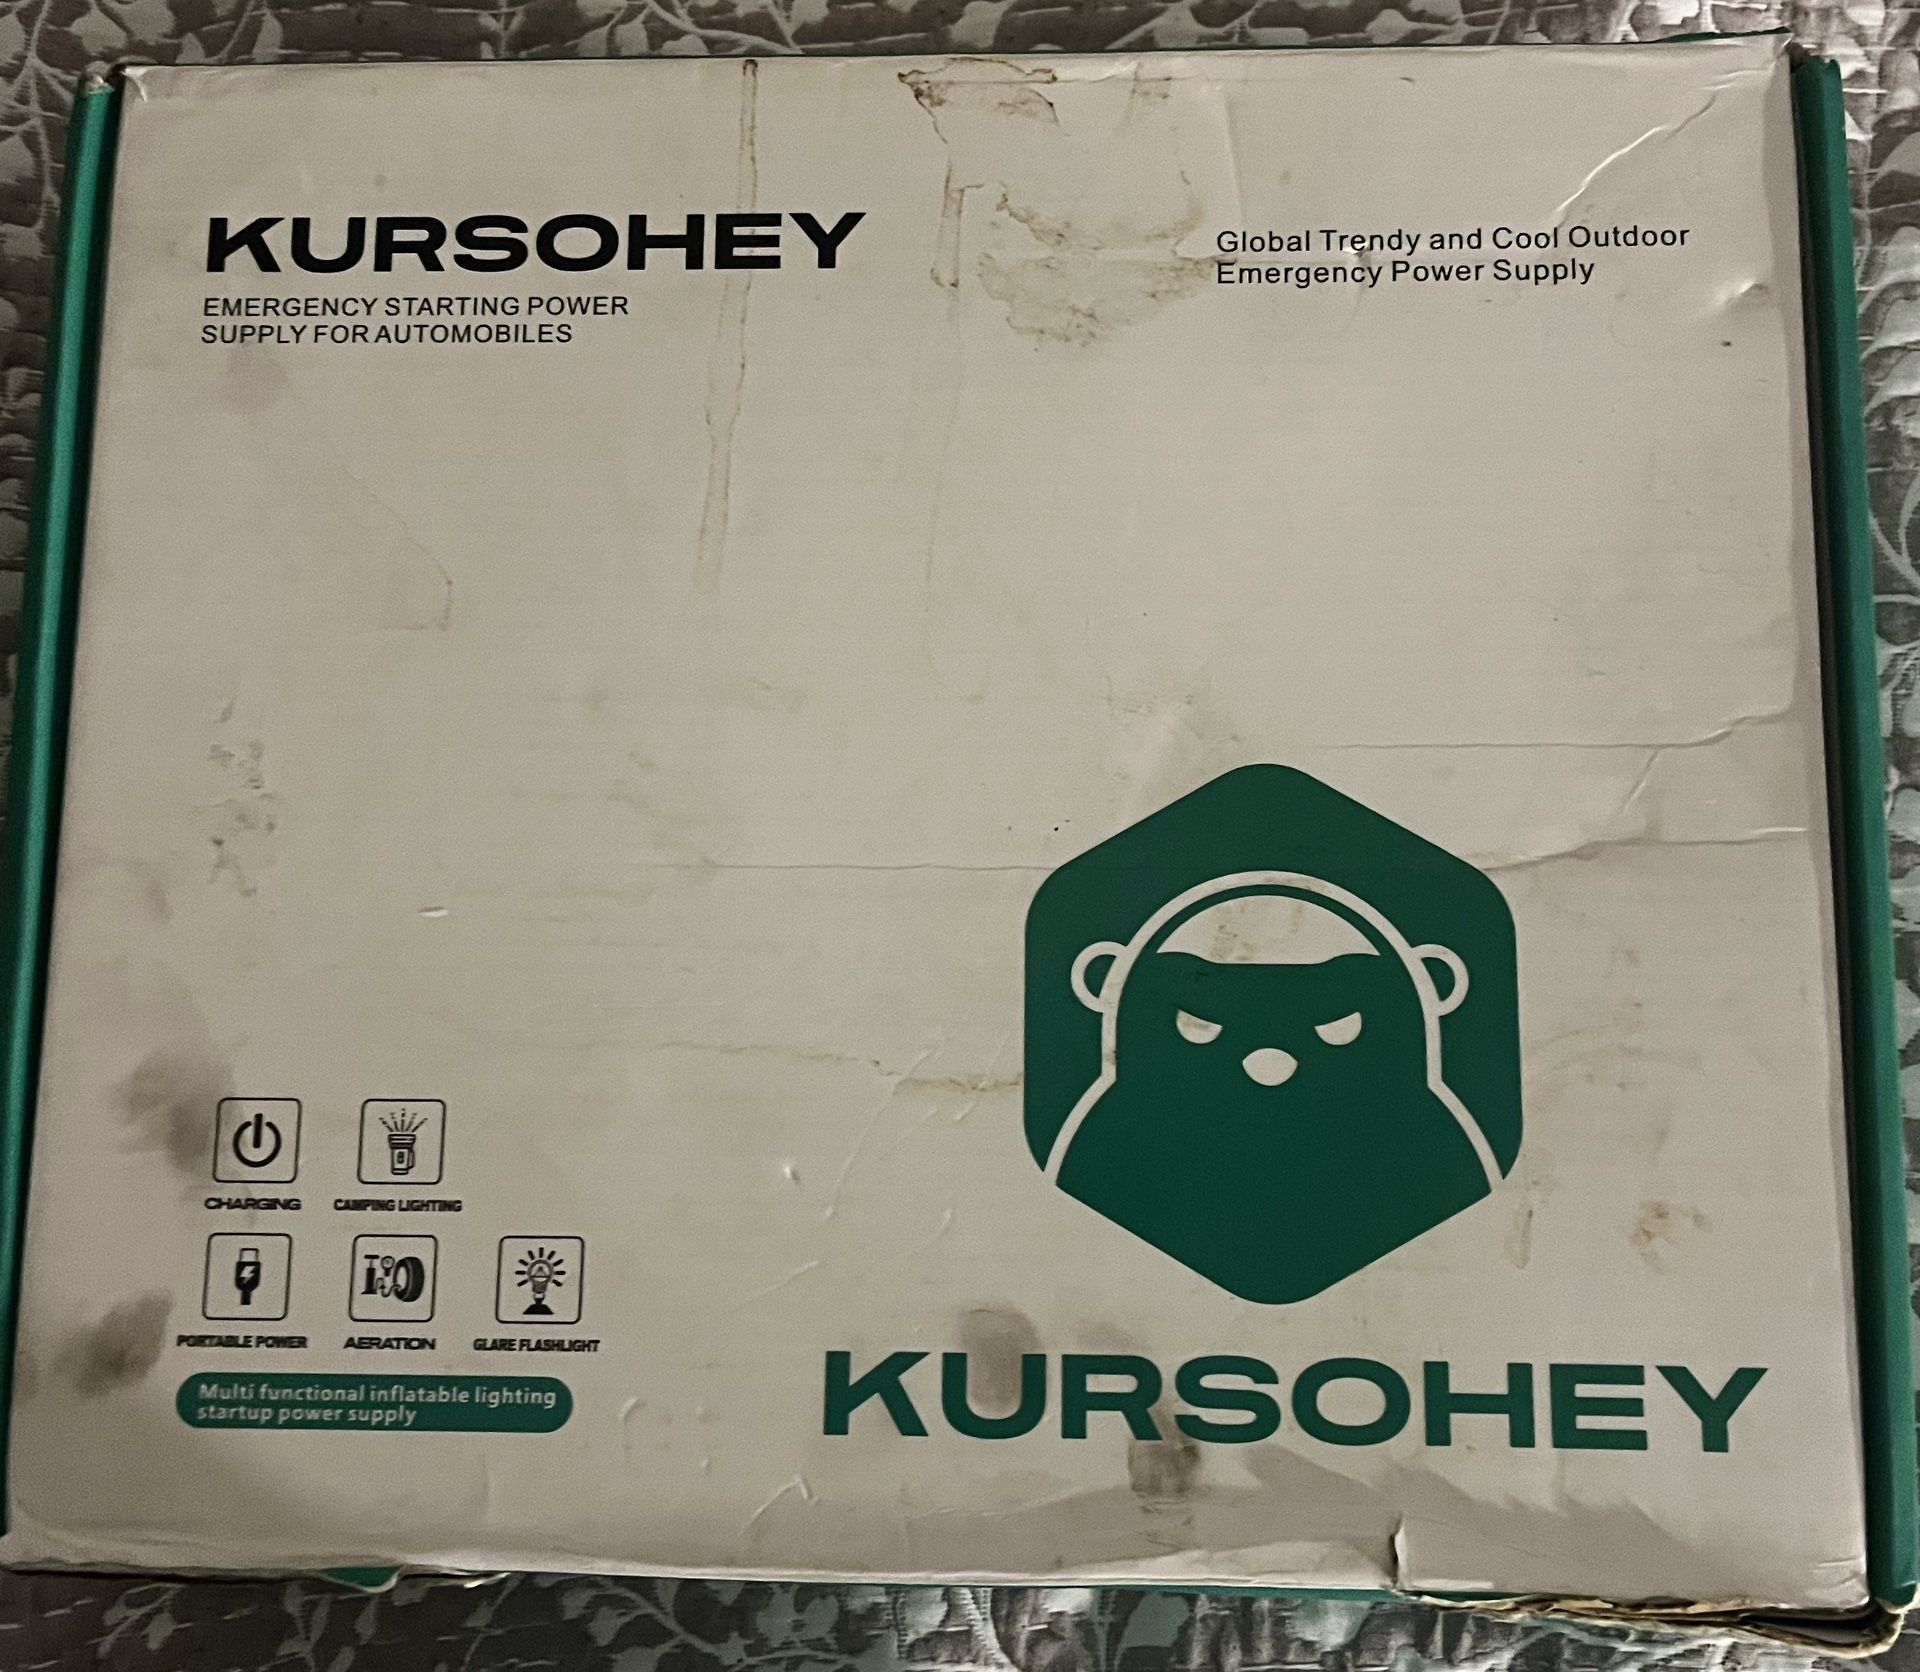 KURSOHEY
EMERGENCY STARTING POWER
SUPPLY FOR AUTOMOBILES
Global Trendy and Cool Outdoor
Emergency Power Supply
CHARGING
CAMPING LIGHTING
PORTABLE POWER
AERATION
GLARE FLASHLIGHT
Multi functional inflatable lighting
startup power supply
KURSOHEY